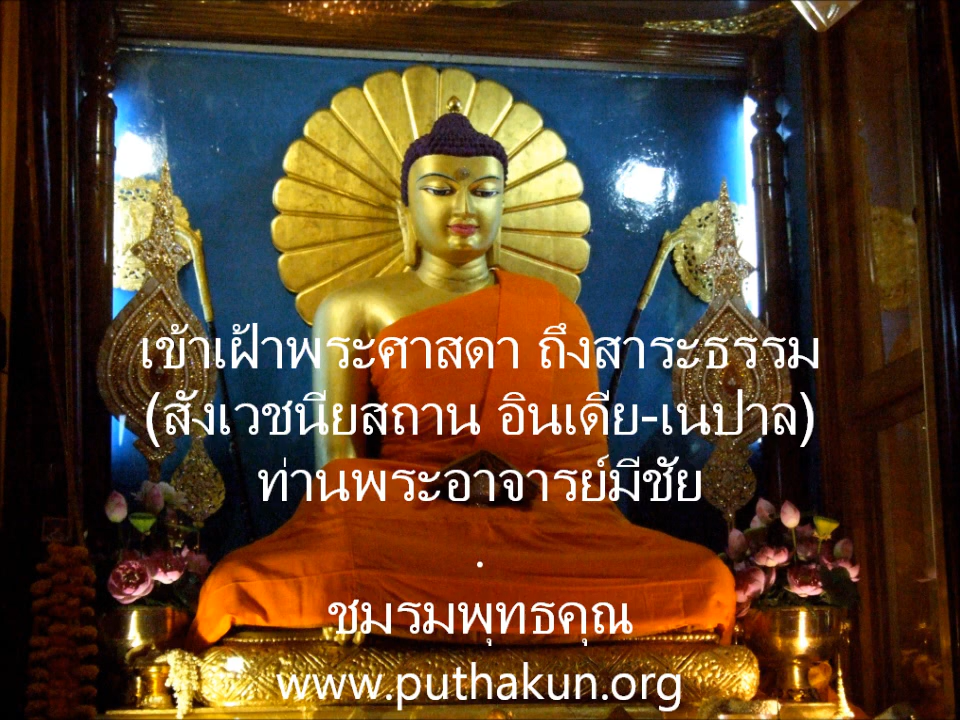 เข้าเฝ้าพระศาสดา ถึงสาระธรรม
(สังเวชนียสถาน อินเดีย-เนปาล)
ท่านพระอาจารย์มีชัย
.
ชมรมพุทธคุณ
www.puthakun.org